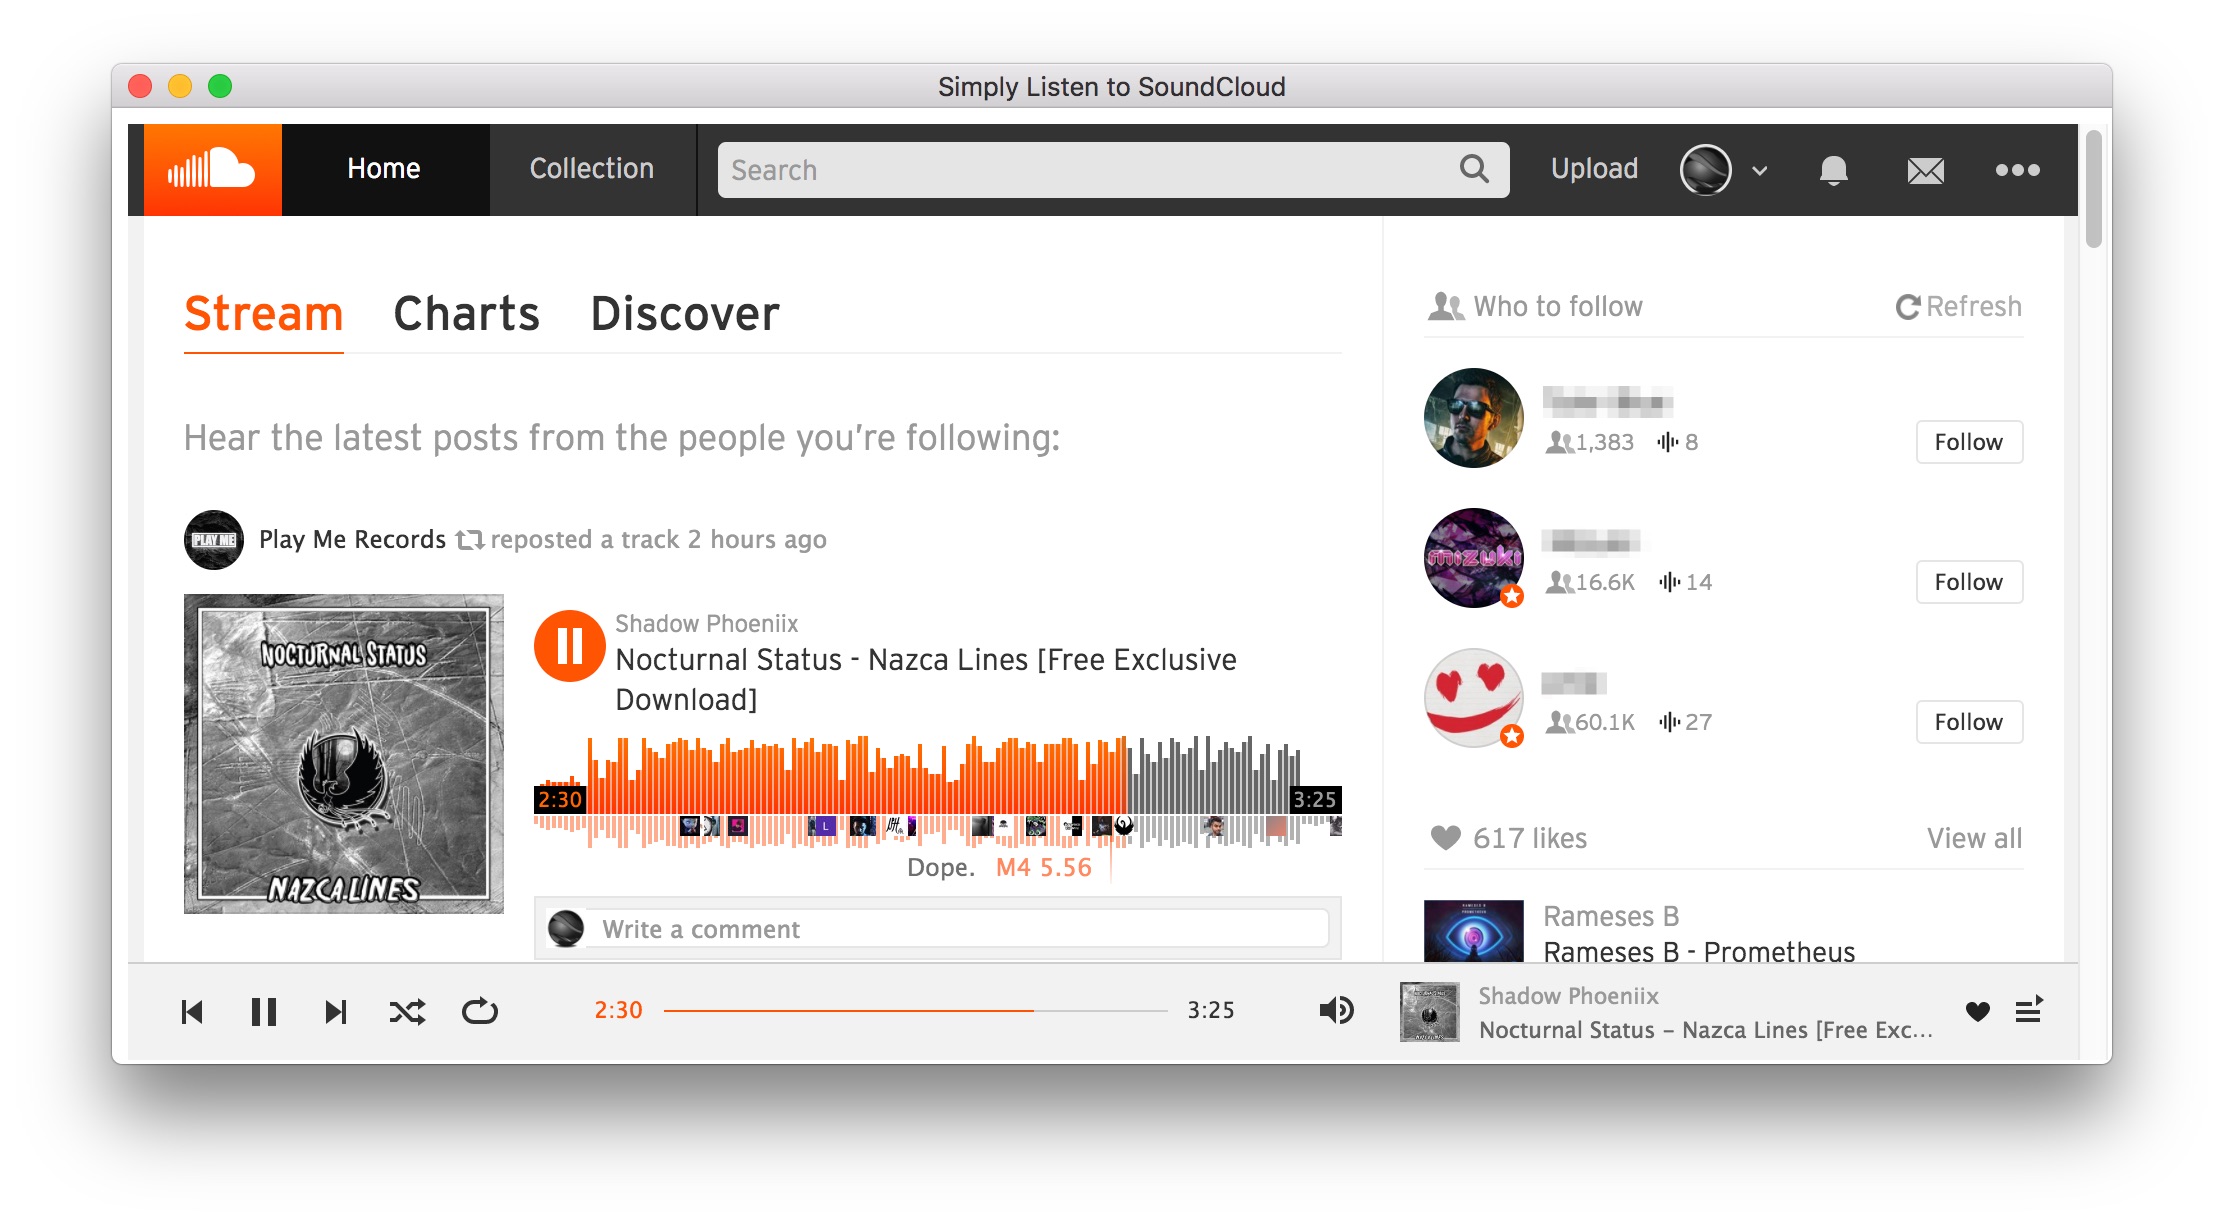 Simply Listen to SoundCloud
Home
Collection
Search
Upload
Stream
Charts
Discover
Hear the latest posts from the people you're following:
PLAY ME
Play Me Records reposted a track 2 hours ago
NOCTURNAL STATUS
NAZCA LINES
Shadow Phoeniix
Nocturnal Status - Nazca Lines [Free Exclusive
Download]
2:30
3:25
L
Dope. M4 5.56
Write a comment
Who to follow
Refresh
1,383 8
Follow
MIZUKI
16.6K 14
Follow
60.1K 27
Follow
617 likes
View all
RAMESES B
PROMETHEUS
Rameses B
Rameses B - Prometheus
2:30
3:25
Shadow Phoeniix
Nocturnal Status – Nazca Lines [Free Exc...